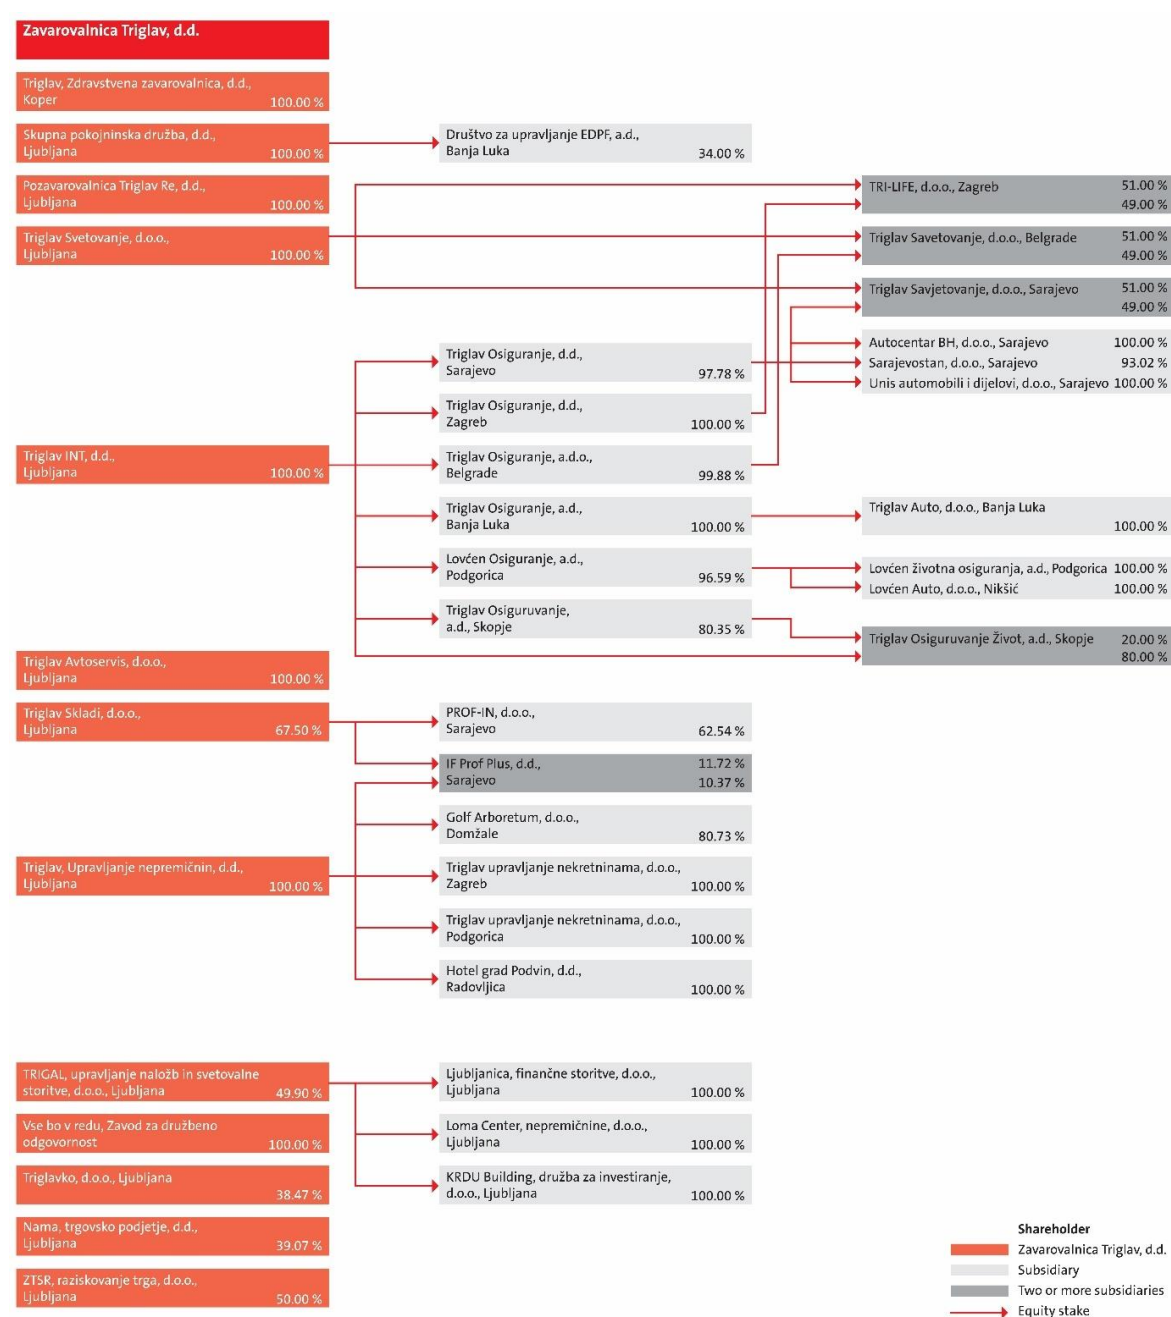 Zavarovalnica Triglav, d.d.
Triglav, Zdravstvena zavarovalnica, d.d.,
Koper 100.00 %
Skupna pokojninska družba, d.d.,
Ljubljana 100.00 %
Društvo za upravljanje EDPF, a.d.,
Banja Luka 34.00 %
Pozavarovalnica Triglav Re, d.d.,
Ljubljana 100.00 %
TRI-LIFE, d.o.o., Zagreb 51.00 %
49.00 %
Triglav Svetovanje, d.o.o.,
Ljubljana 100.00 %
Triglav Savetovanje, d.o.o., Belgrade 51.00 %
49.00 %
Triglav Savjetovanje, d.o.o., Sarajevo 51.00 %
49.00 %
Triglav Osiguranje, d.d.,
Sarajevo 97.78 %
Autocentar BH, d.o.o., Sarajevo 100.00 %
Sarajevostan, d.o.o., Sarajevo 93.02 %
Unis automobili i dijelovi, d.o.o., Sarajevo 100.00 %
Triglav Osiguranje, d.d.,
Zagreb 100.00 %
Triglav INT, d.d.,
Ljubljana 100.00 %
Triglav Osiguranje, a.d.o.,
Belgrade 99.88 %
Triglav Osiguranje, a.d.,
Banja Luka 100.00 %
Triglav Auto, d.o.o., Banja Luka
100.00 %
Lovćen Osiguranje, a.d.,
Podgorica 96.59 %
Lovćen životna osiguranja, a.d., Podgorica 100.00 %
Lovćen Auto, d.o.o., Nikšić 100.00 %
Triglav Osiguruvanje,
a.d., Skopje 80.35 %
Triglav Osiguruvanje Život, a.d., Skopje 20.00 %
80.00 %
Triglav Avtoservis, d.o.o.,
Ljubljana 100.00 %
Triglav Skladi, d.o.o.,
Ljubljana 67.50 %
PROF-IN, d.o.o.,
Sarajevo 62.54 %
IF Prof Plus, d.d., 11.72 %
Sarajevo 10.37 %
Golf Arboretum, d.o.o.,
Domžale 80.73 %
Triglav, Upravljanje nepremičnin, d.d.,
Ljubljana 100.00 %
Triglav upravljanje nekretninama, d.o.o.,
Zagreb 100.00 %
Triglav upravljanje nekretninama, d.o.o.,
Podgorica 100.00 %
Hotel grad Podvin, d.d.,
Radovljica 100.00 %
TRIGAL, upravljanje naložb in svetovalne
storitve, d.o.o., Ljubljana 49.90 %
Ljubljanica, finančne storitve, d.o.o.,
Ljubljana 100.00 %
Vse bo v redu, Zavod za družbeno
odgovornost 100.00 %
Loma Center, nepremičnine, d.o.o.,
Ljubljana 100.00 %
Triglavko, d.o.o., Ljubljana
38.47 %
KRDU Building, družba za investiranje,
d.o.o., Ljubljana 100.00 %
Nama, trgovsko podjetje, d.d.,
Ljubljana 39.07 %
ZTSR, raziskovanje trga, d.o.o.,
Ljubljana 50.00 %
Shareholder
Zavarovalnica Triglav, d.d.
Subsidiary
Two or more subsidiaries
Equity stake